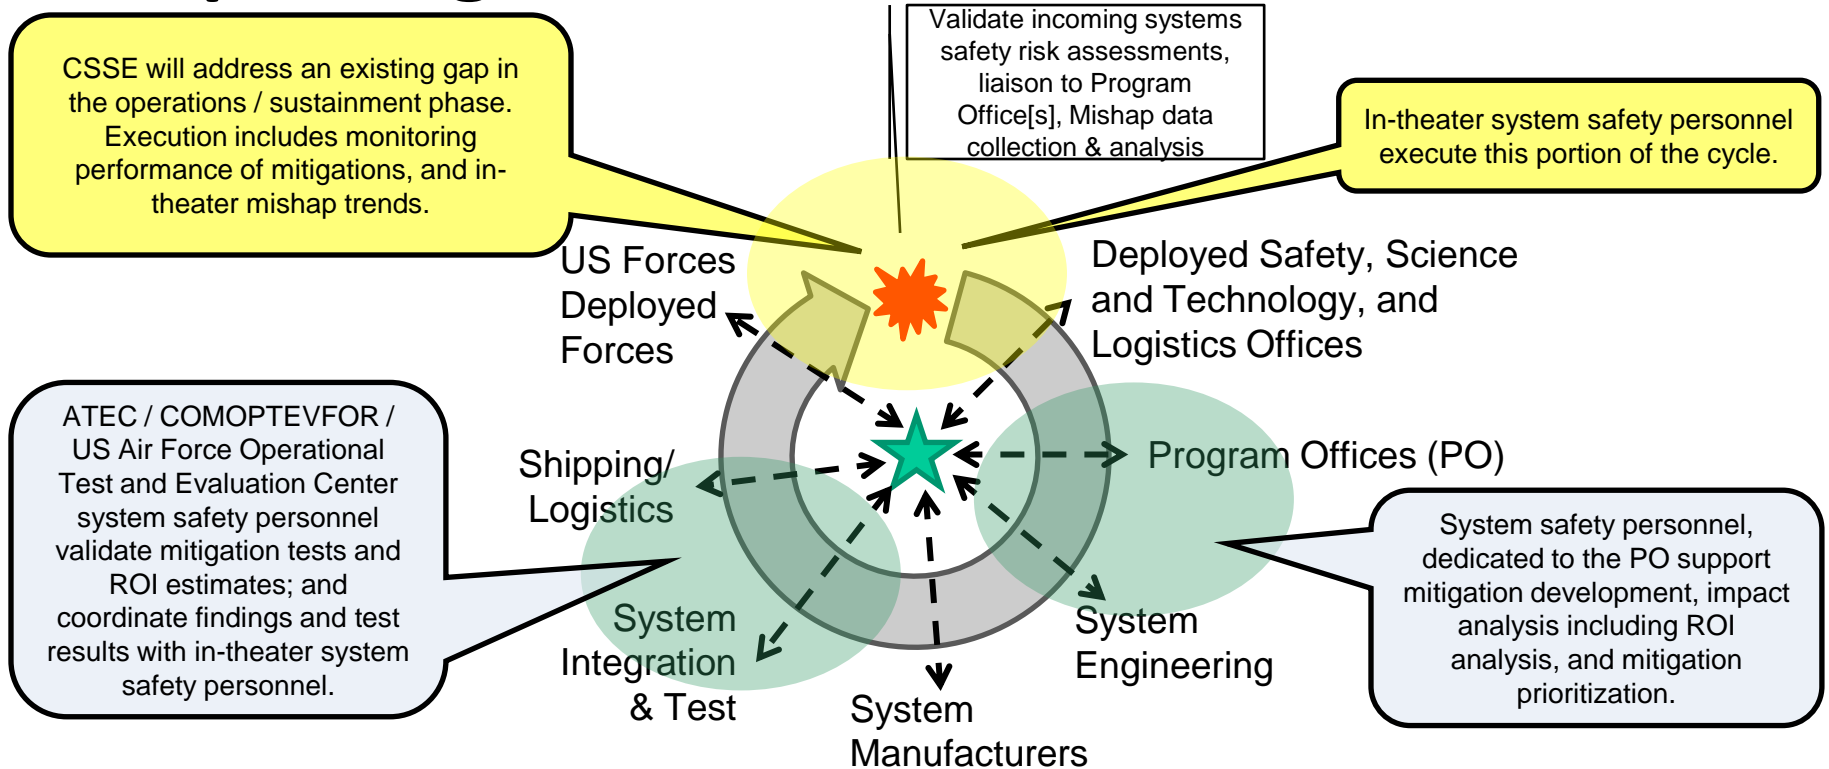 CSSE will address an existing gap in
the operations / sustainment phase.
Execution includes monitoring
performance of mitigations, and in-
theater mishap trends.
Validate incoming systems
safety risk assessments,
liaison to Program
Office[s], Mishap data
collection & analysis
In-theater system safety personnel
execute this portion of the cycle.
US Forces
Deployed
Forces
Deployed Safety, Science
and Technology, and
Logistics Offices
ATEC / COMOPTEVFOR /
US Air Force Operational
Test and Evaluation Center
system safety personnel
validate mitigation tests and
ROI estimates; and
coordinate findings and test
results with in-theater system
safety personnel.
Shipping/
Logistics
Program Offices (PO)
System safety personnel,
dedicated to the PO support
mitigation development, impact
analysis including ROI
analysis, and mitigation
prioritization.
System
Integration
& Test
System
Engineering
System
Manufacturers